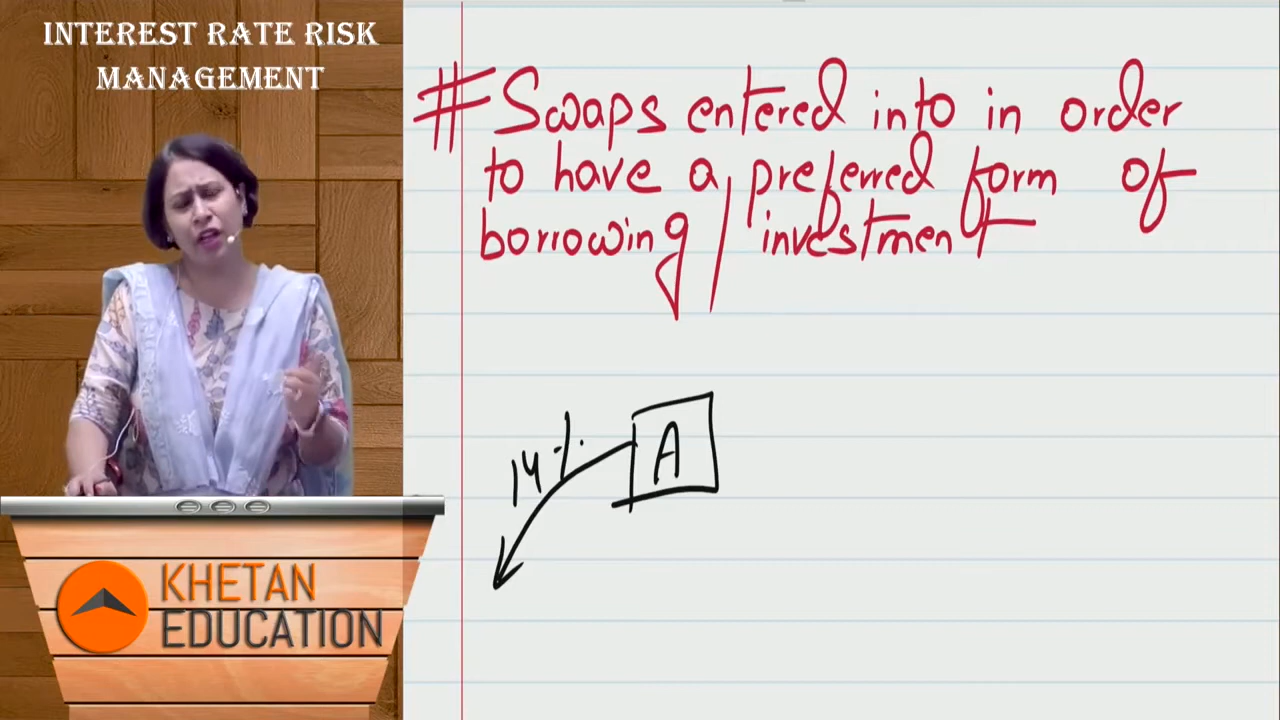 INTEREST RATE RISK
MANAGEMENT
# Swaps entered into in order
to have a preferred form of
borrowing / investment
14 %.
A
KHETAN
EDUCATION